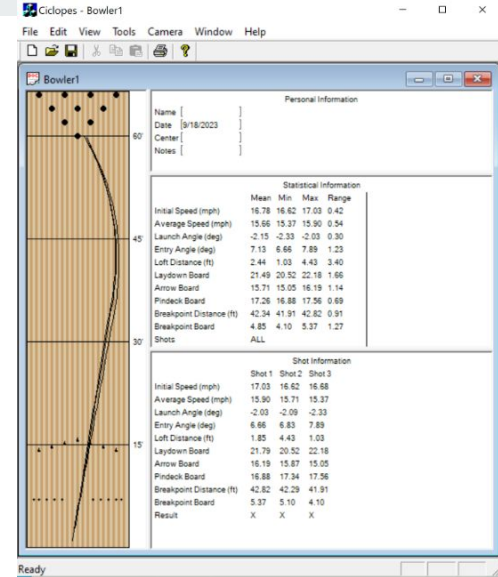 Ciclopes - Bowler1
File Edit View Tools Camera Window Help
Bowler1
60'
45'
30'
15'
Personal Information
Name [ ]
Date [9/18/2023 ]
Center [ ]
Notes [ ]
Statistical Information
Mean Min Max Range
Initial Speed (mph) 16.78 16.62 17.03 0.42
Average Speed (mph) 15.66 15.37 15.90 0.54
Launch Angle (deg) -2.15 -2.33 -2.03 0.30
Entry Angle (deg) 7.13 6.66 7.89 1.23
Loft Distance (ft) 2.44 1.03 4.43 3.40
Laydown Board 21.49 20.52 22.18 1.66
Arrow Board 15.71 15.05 16.19 1.14
Pindeck Board 17.26 16.88 17.56 0.69
Breakpoint Distance (ft) 42.34 41.91 42.82 0.91
Breakpoint Board 4.85 4.10 5.37 1.27
Shots ALL
Shot Information
Shot 1 Shot 2 Shot 3
Initial Speed (mph) 17.03 16.62 16.68
Average Speed (mph) 15.90 15.71 15.37
Launch Angle (deg) -2.03 -2.09 -2.33
Entry Angle (deg) 6.66 6.83 7.89
Loft Distance (ft) 1.85 4.43 1.03
Laydown Board 21.79 20.52 22.18
Arrow Board 16.19 15.87 15.05
Pindeck Board 16.88 17.34 17.56
Breakpoint Distance (ft) 42.82 42.29 41.91
Breakpoint Board 5.37 5.10 4.10
Result X X X
Ready